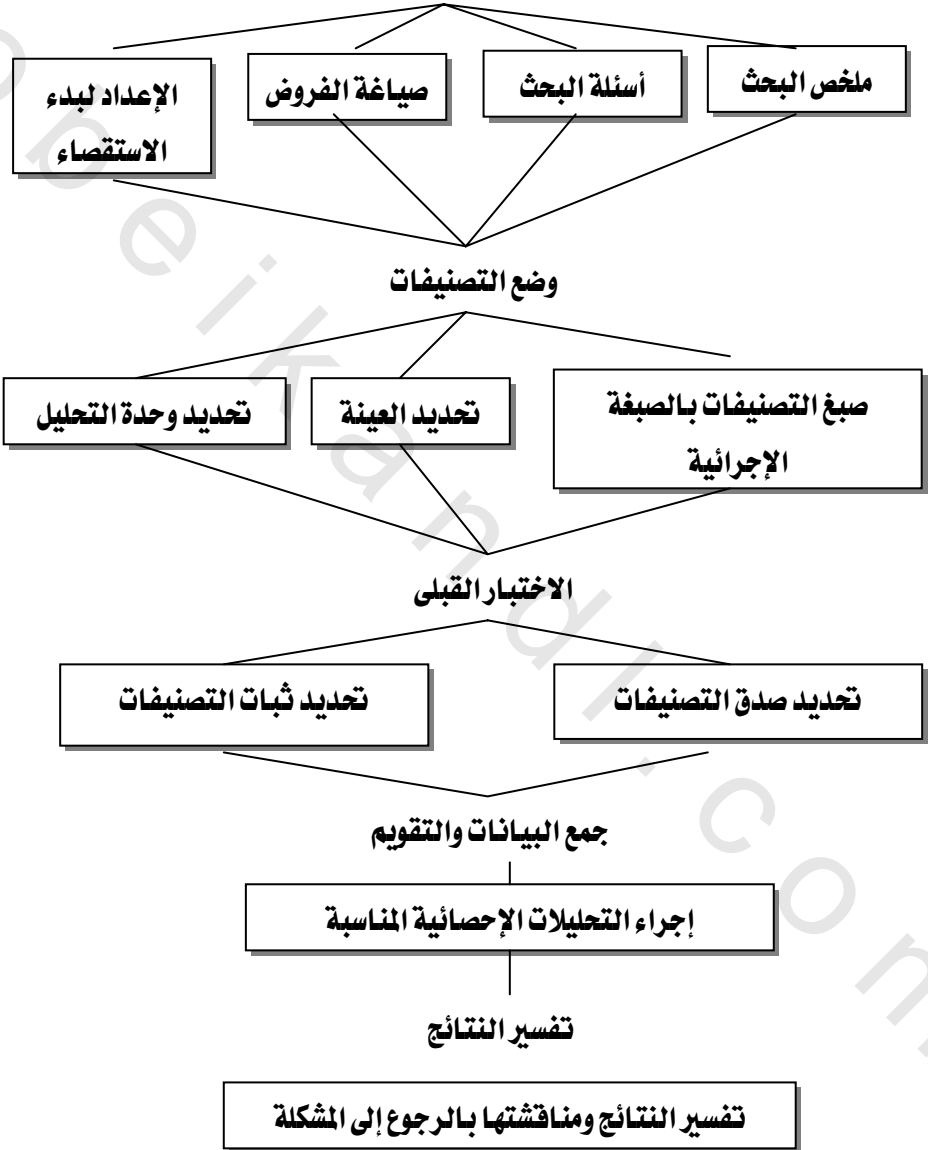 ملخص البحث
أسئلة البحث
صياغة الفروض
الإعداد لبدء
الاستقصاء
وضع التصنيفات
صبغ التصنيفات بالصبغة
الإجرائية
تحديد العينة
تحديد وحدة التحليل
الاختبار القبلى
تحديد صدق التصنيفات
تحديد ثبات التصنيفات
جمع البيانات والتقويم
إجراء التحليلات الإحصائية المناسبة
تفسير النتائج
تفسير النتائج ومناقشتها بالرجوع إلى المشكلة
obeikandl.com